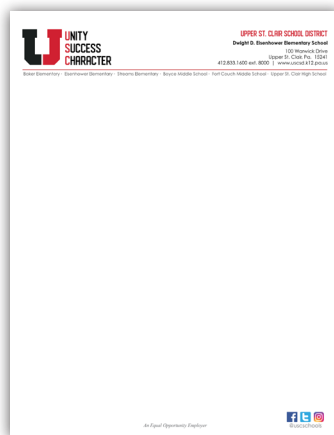 UNITY
SUCCESS
CHARACTER
UPPER ST. CLAIR SCHOOL DISTRICT
Dwight D. Eisenhower Elementary School
100 Warwick Drive
Upper St. Clair, Pa. 15241
412.833.1600 ext. 8000 | www.uscsd.k12.pa.us
Baker Elementary · Eisenhower Elementary · Streams Elementary · Boyce Middle School · Fort Couch Middle School · Upper St. Clair High School
An Equal Opportunity Employer
@uscschools